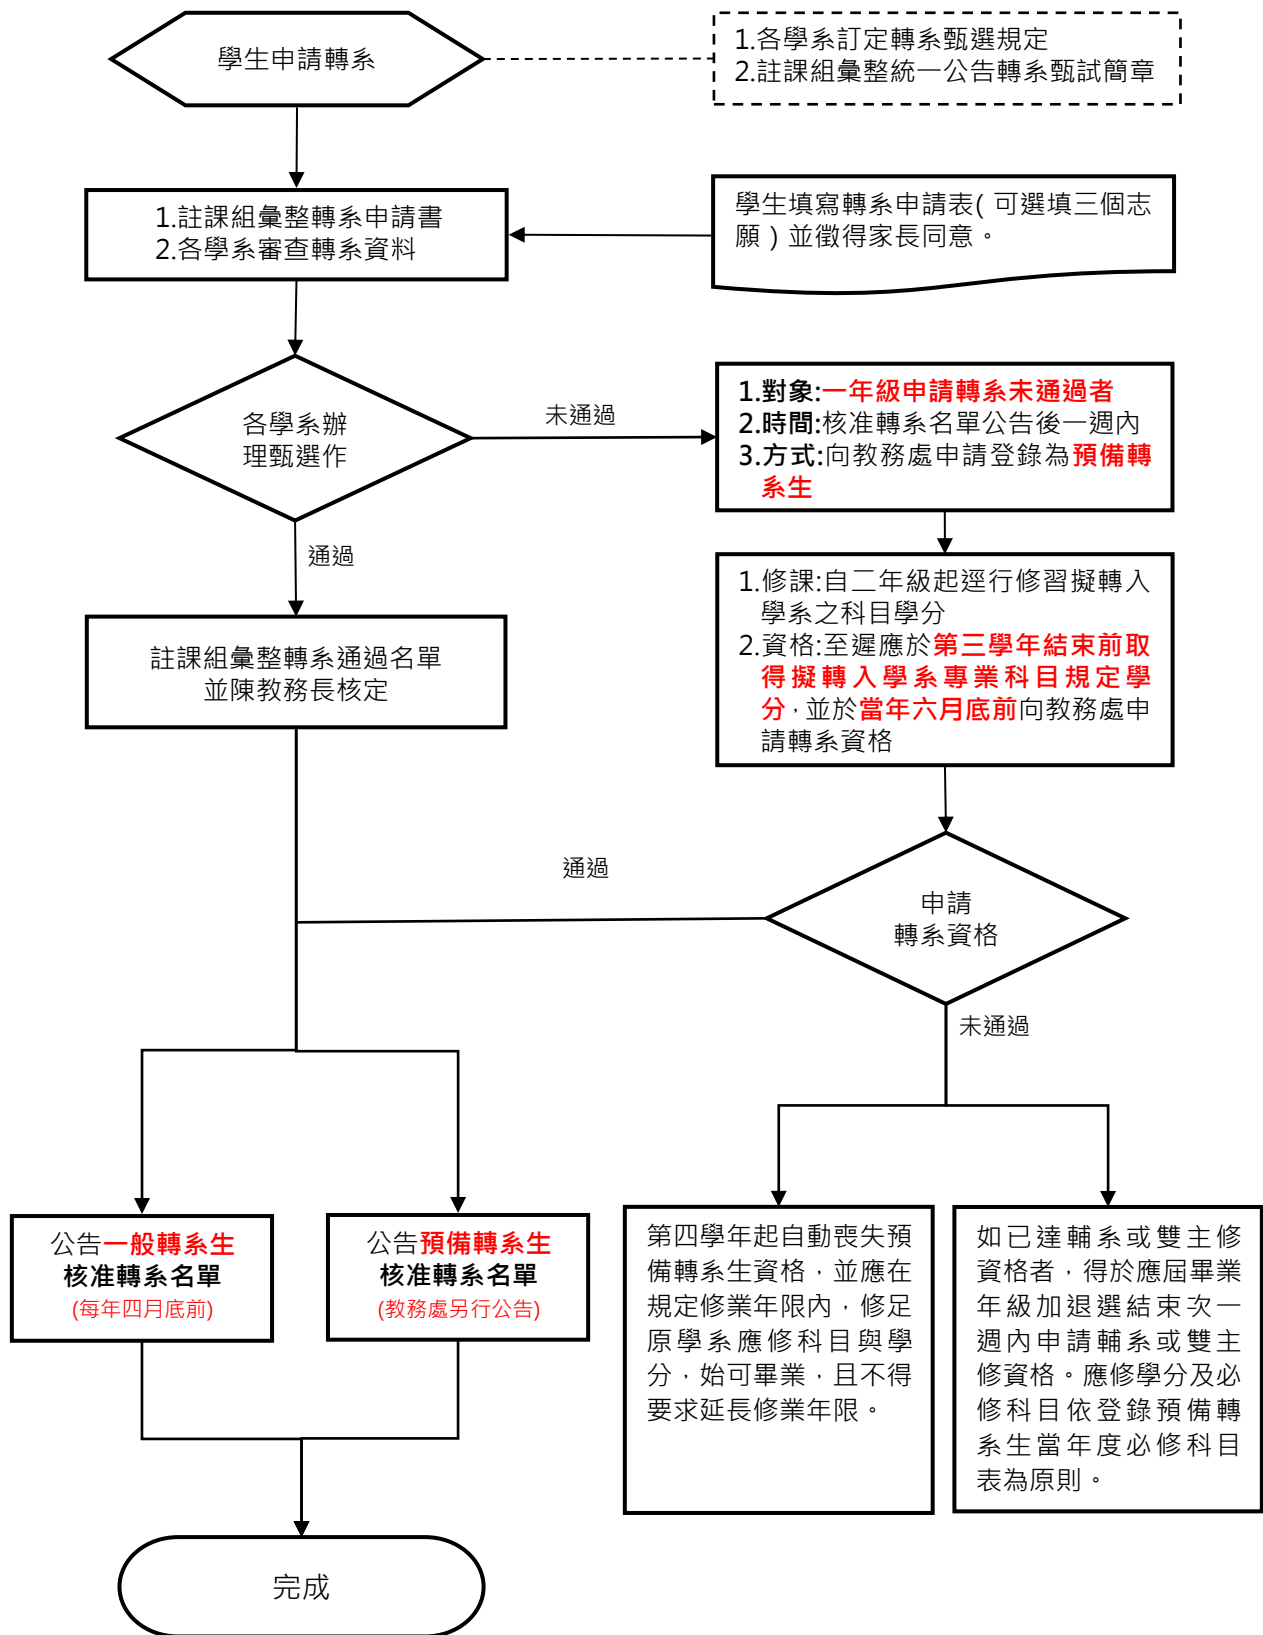 學生申請轉系
1.各學系訂定轉系甄選規定
2.註課組彙整統一公告轉系甄試簡章
1.註課組彙整轉系申請書
2.各學系審查轉系資料
學生填寫轉系申請表(可選填三個志
願)並徵得家長同意。
各學系辦
理甄選作
未通過
1.對象:一年級申請轉系未通過者
2.時間:核准轉系名單公告後一週內
3.方式:向教務處申請登錄為預備轉
系生
通過
1.修課:自二年級起逕行修習擬轉入
學系之科目學分
2.資格:至遲應於第三學年結束前取
得擬轉入學系專業科目規定學
分,並於當年六月底前向教務處申
請轉系資格
註課組彙整轉系通過名單
並陳教務長核定
通過
申請
轉系資格
未通過
公告一般轉系生
核准轉系名單
(每年四月底前)
公告預備轉系生
核准轉系名單
(教務處另行公告)
第四學年起自動喪失預
備轉系生資格,並應在
規定修業年限內,修足
原學系應修科目與學
分,始可畢業,且不得
要求延長修業年限。
如已達輔系或雙主修
資格者,得於應屆畢業
年級加退選結束次一
週內申請輔系或雙主
修資格。應修學分及必
修科目依登錄預備轉
系生當年度必修科目
表為原則。
完成